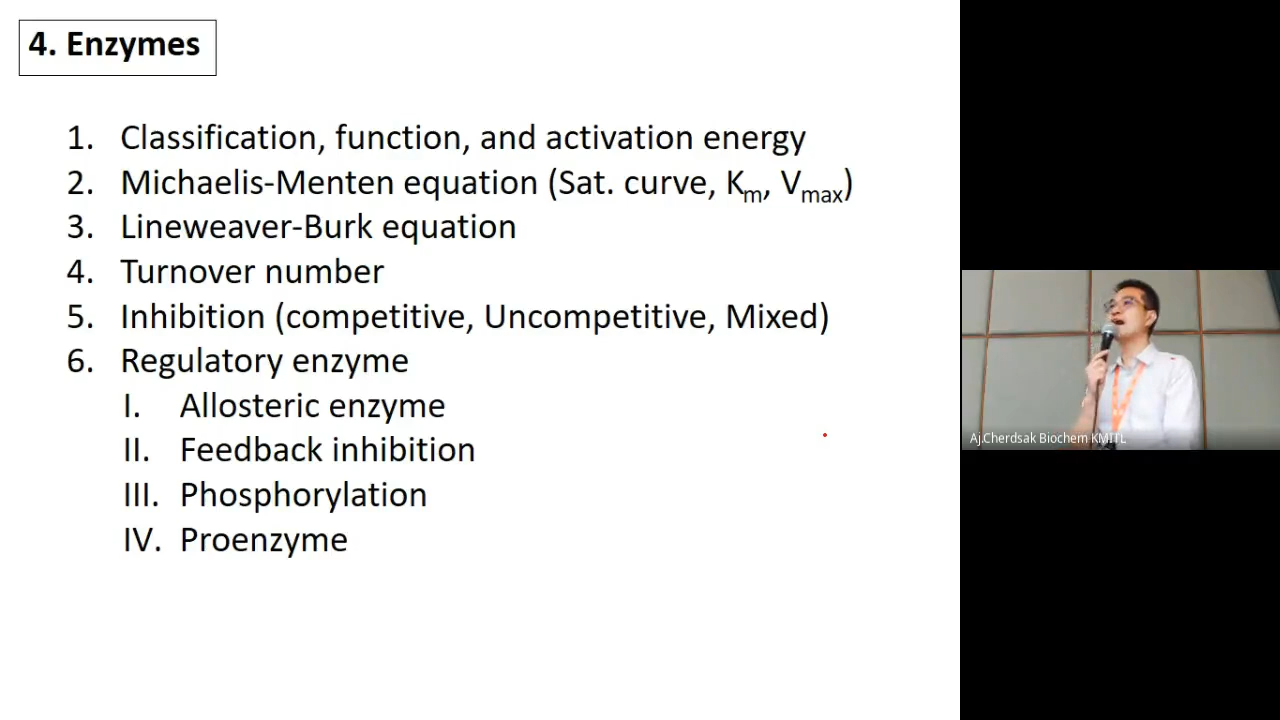 4. Enzymes
1. Classification, function, and activation energy
2. Michaelis-Menten equation (Sat. curve, Km, Vmax)
3. Lineweaver-Burk equation
4. Turnover number
5. Inhibition (competitive, Uncompetitive, Mixed)
6. Regulatory enzyme
I. Allosteric enzyme
II. Feedback inhibition
III. Phosphorylation
IV. Proenzyme
Aj.Cherdsak Biochem KMITL